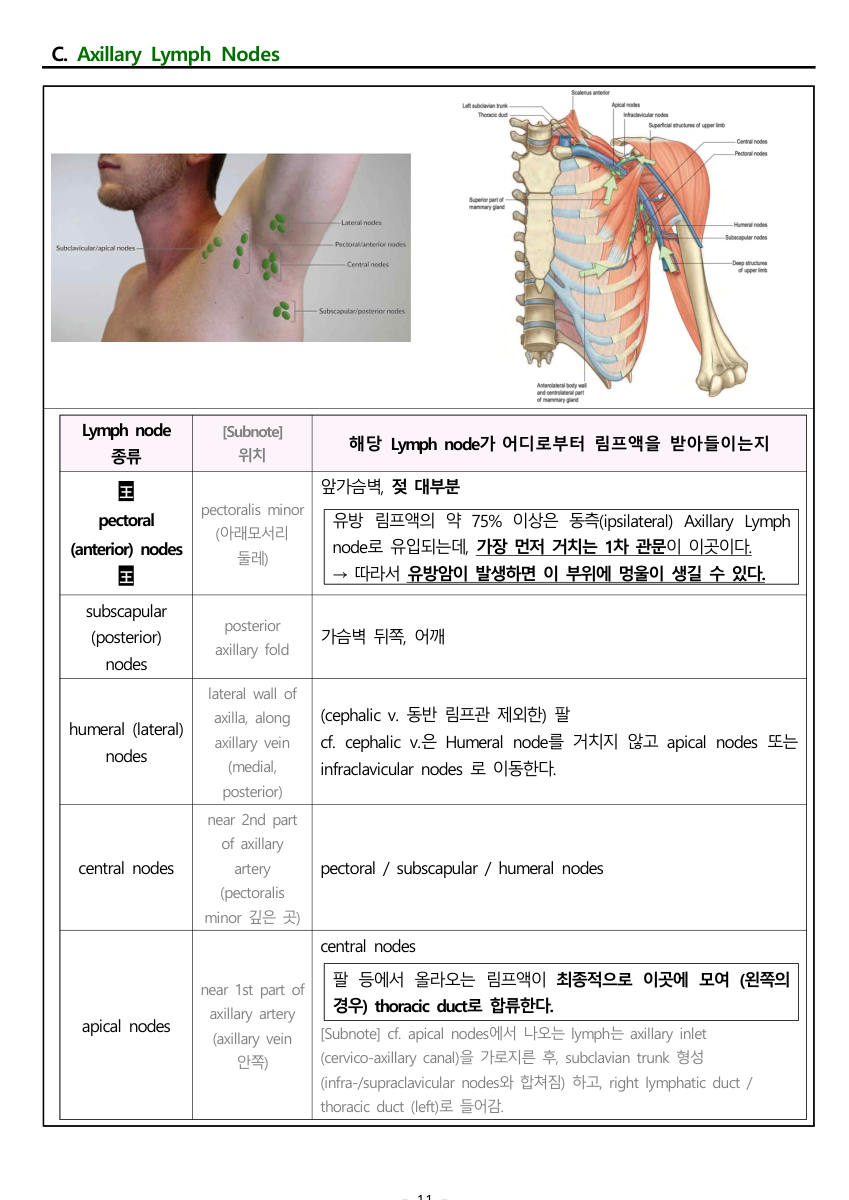 C. Axillary Lymph Nodes
Subclavicular/apical nodes
Lateral nodes
Pectoral/anterior nodes
Central nodes
Subscapular/posterior nodes
Scalenus anterior
Left subclavian trunk
Thoracic duct
Apical nodes
Infraclavicular nodes
Superficial structures of upper limb
Central nodes
Pectoral nodes
Superior part of
mammary gland
Humeral nodes
Subscapular nodes
Deep structures
of upper limb
Anterolateral body wall
and centrolateral part
of mammary gland
Lymph node
종류
[Subnote]
위치
해당 Lymph node가 어디로부터 림프액을 받아들이는지
pectoral
(anterior) nodes
pectoralis minor
(아래모서리
둘레)
앞가슴벽, 젖 대부분
유방 림프액의 약 75% 이상은 동측(ipsilateral) Axillary Lymph
node로 유입되는데, 가장 먼저 거치는 1차 관문이 이곳이다.
→ 따라서 유방암이 발생하면 이 부위에 멍울이 생길 수 있다.
subscapular
(posterior)
nodes
posterior
axillary fold
가슴벽 뒤쪽, 어깨
humeral (lateral)
nodes
lateral wall of
axilla, along
axillary vein
(medial,
posterior)
(cephalic v. 동반 림프관 제외한) 팔
cf. cephalic v.은 Humeral node를 거치지 않고 apical nodes 또는
infraclavicular nodes 로 이동한다.
central nodes
near 2nd part
of axillary
artery
(pectoralis
minor 깊은 곳)
pectoral / subscapular / humeral nodes
apical nodes
near 1st part of
axillary artery
(axillary vein
안쪽)
central nodes
팔 등에서 올라오는 림프액이 최종적으로 이곳에 모여 (왼쪽의
경우) thoracic duct로 합류한다.
[Subnote] cf. apical nodes에서 나오는 lymph는 axillary inlet
(cervico-axillary canal)을 가로지른 후, subclavian trunk 형성
(infra-/supraclavicular nodes와 합쳐짐) 하고, right lymphatic duct /
thoracic duct (left)로 들어감.
- 11 -